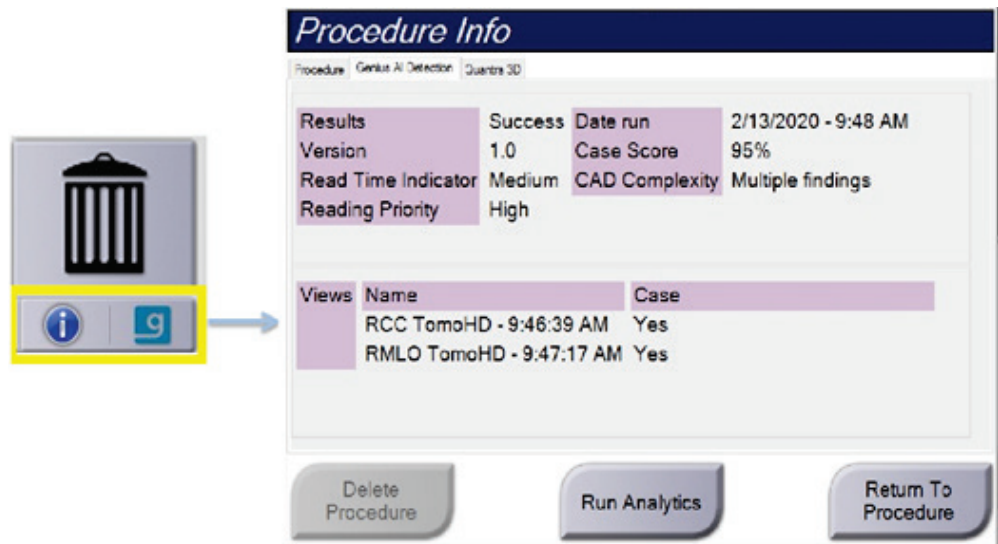 Procedure Info
Procedure Genius AI Detection Quantra 3D
Results Success Date run 2/13/2020 - 9:48 AM
Version 1.0 Case Score 95%
Read Time Indicator Medium CAD Complexity Multiple findings
Reading Priority High
i g
Views Name Case
RCC TomoHD - 9:46:39 AM Yes
RMLO TomoHD - 9:47:17 AM Yes
Delete
Procedure
Run Analytics
Return To
Procedure